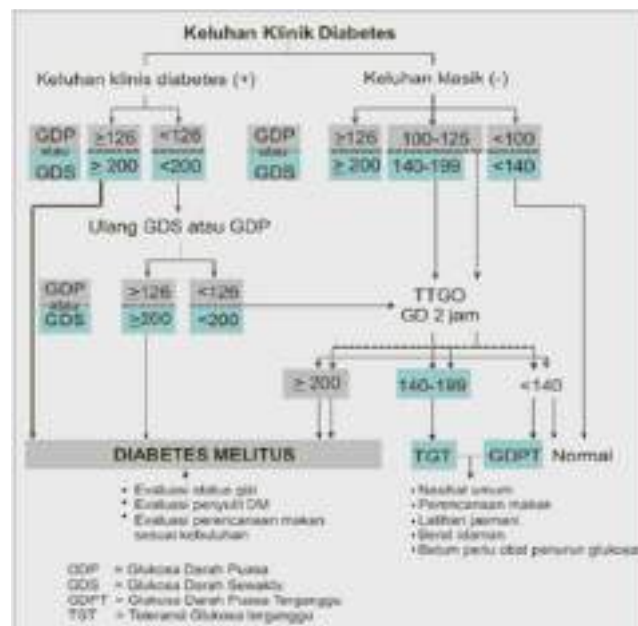 Keluhan Klinik Diabetes
Keluhan klinis diabetes (+)
Keluhan klasik (-)
GDP
atau
GDS
≥126
<126
≥ 200
<200
GDP
atau
GDS
≥126
100-125
<100
≥ 200
140-199
<140
Ulang GDS atau GDP
GDP
atau
GDS
≥126
<126
≥200
<200
TTGO
GD 2 jam
≥ 200
140-199
<140
DIABETES MELITUS
TGT
GDPT
Normal
• Evaluasi status gizi
• Evaluasi penyulit DM
• Evaluasi perencanaan makan
sesuai kebutuhan
• Nasihat umum
• Perencanaan makan
• Latihan jasmani
• Berat idaman
• Belum perlu obat penurun glukosa
GDP = Glukosa Darah Puasa
GDS = Glukosa Darah Sewaktu
GDPT = Glukosa Darah Puasa Terganggu
TGT = Toleransi Glukosa terganggu